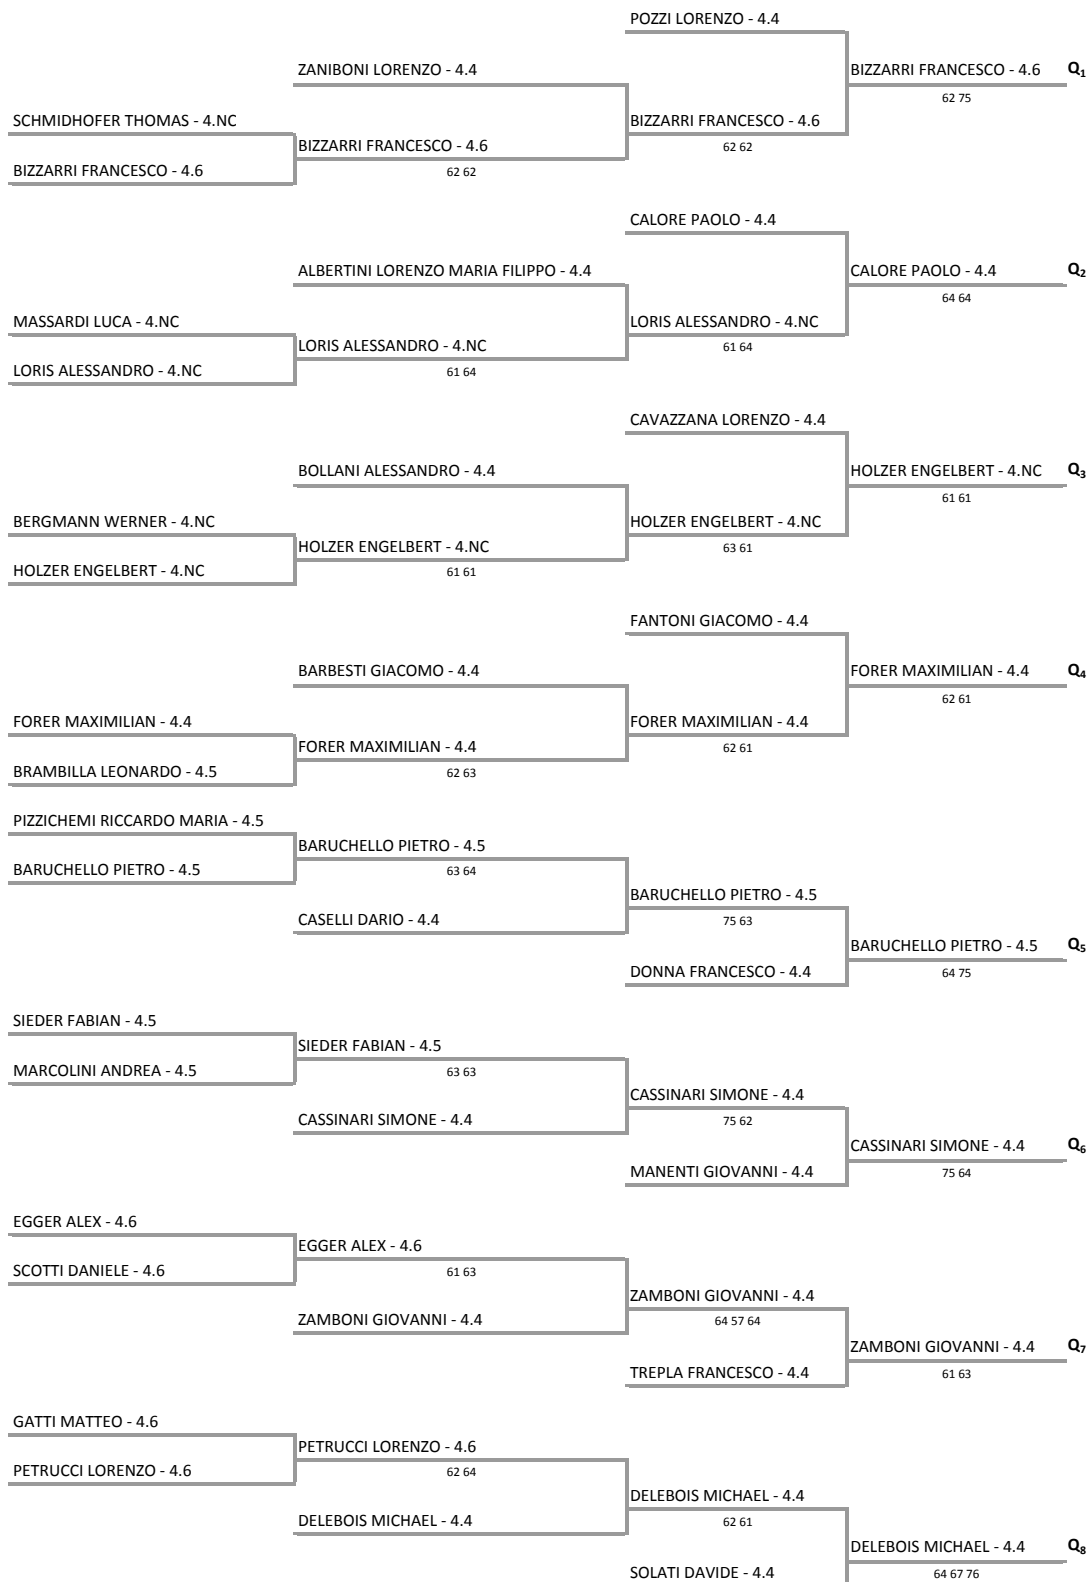 POZZI LORENZO - 4.4
ZANIBONI LORENZO - 4.4
BIZZARRI FRANCESCO - 4.6 Q1
62 75
SCHMIDHOFER THOMAS - 4.NC
BIZZARRI FRANCESCO - 4.6
62 62
BIZZARRI FRANCESCO - 4.6
62 62
BIZZARRI FRANCESCO - 4.6
CALORE PAOLO - 4.4
ALBERTINI LORENZO MARIA FILIPPO - 4.4
CALORE PAOLO - 4.4 Q2
64 64
MASSARDI LUCA - 4.NC
LORIS ALESSANDRO - 4.NC
61 64
LORIS ALESSANDRO - 4.NC
61 64
LORIS ALESSANDRO - 4.NC
CAVAZZANA LORENZO - 4.4
BOLLANI ALESSANDRO - 4.4
HOLZER ENGELBERT - 4.NC Q3
61 61
BERGMANN WERNER - 4.NC
HOLZER ENGELBERT - 4.NC
63 61
HOLZER ENGELBERT - 4.NC
61 61
HOLZER ENGELBERT - 4.NC
FANTONI GIACOMO - 4.4
BARBESTI GIACOMO - 4.4
FORER MAXIMILIAN - 4.4 Q4
62 61
FORER MAXIMILIAN - 4.4
FORER MAXIMILIAN - 4.4
62 61
FORER MAXIMILIAN - 4.4
62 63
BRAMBILLA LEONARDO - 4.5
PIZZICHEMI RICCARDO MARIA - 4.5
BARUCHELLO PIETRO - 4.5
63 64
BARUCHELLO PIETRO - 4.5
BARUCHELLO PIETRO - 4.5
75 63
CASELLI DARIO - 4.4
BARUCHELLO PIETRO - 4.5 Q5
64 75
DONNA FRANCESCO - 4.4
SIEDER FABIAN - 4.5
SIEDER FABIAN - 4.5
63 63
MARCOLINI ANDREA - 4.5
CASSINARI SIMONE - 4.4
75 62
CASSINARI SIMONE - 4.4
CASSINARI SIMONE - 4.4 Q6
75 64
MANENTI GIOVANNI - 4.4
EGGER ALEX - 4.6
EGGER ALEX - 4.6
61 63
SCOTTI DANIELE - 4.6
ZAMBONI GIOVANNI - 4.4
64 57 64
ZAMBONI GIOVANNI - 4.4
ZAMBONI GIOVANNI - 4.4 Q7
61 63
TREPLA FRANCESCO - 4.4
GATTI MATTEO - 4.6
PETRUCCI LORENZO - 4.6
62 64
PETRUCCI LORENZO - 4.6
DELEBOIS MICHAEL - 4.4
62 61
DELEBOIS MICHAEL - 4.4
DELEBOIS MICHAEL - 4.4 Q8
64 67 76
SOLATI DAVIDE - 4.4